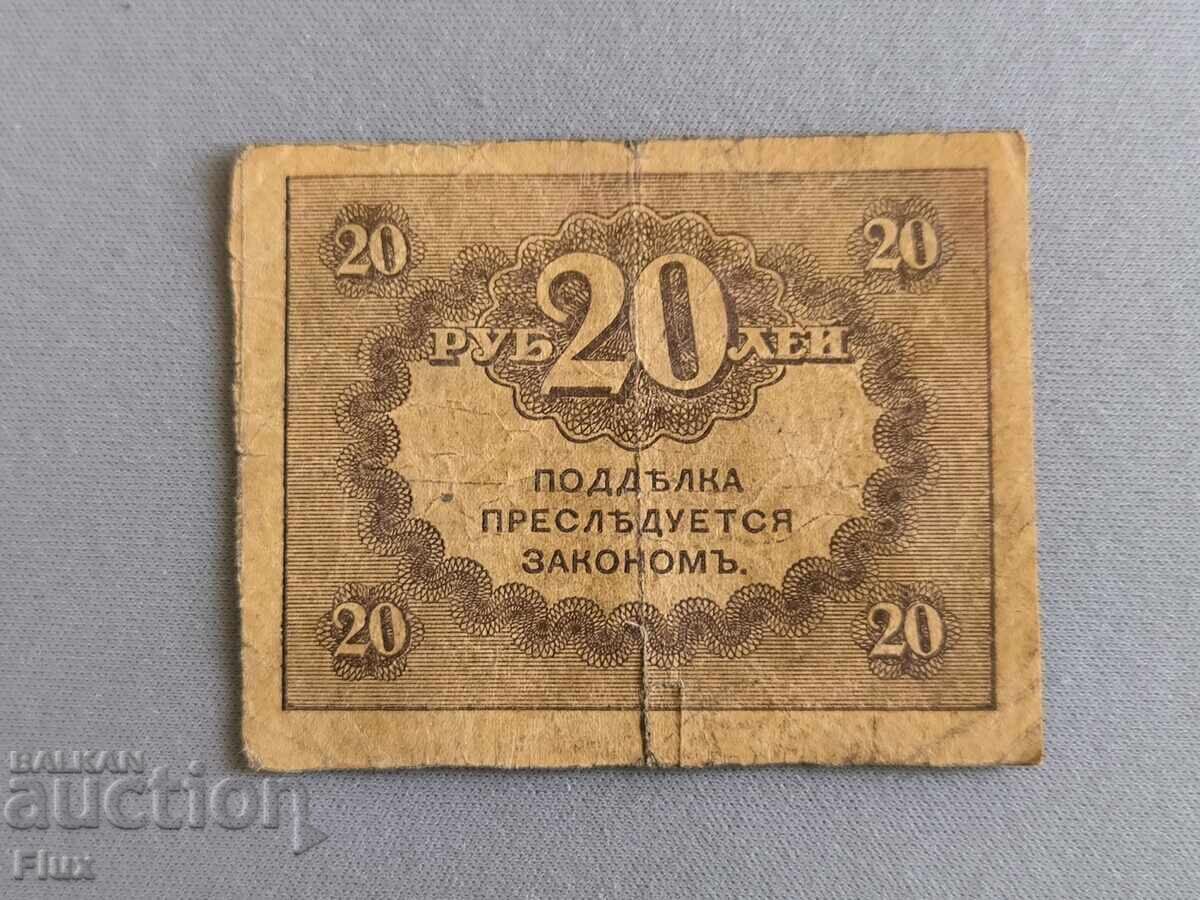 20 20
РУБ 20 ЛЕЙ
ПОДДѢЛКА
ПРЕСЛѢДУЕТСЯ
ЗАКОНОМЪ.
20 20
BALKAN
auction
Flux